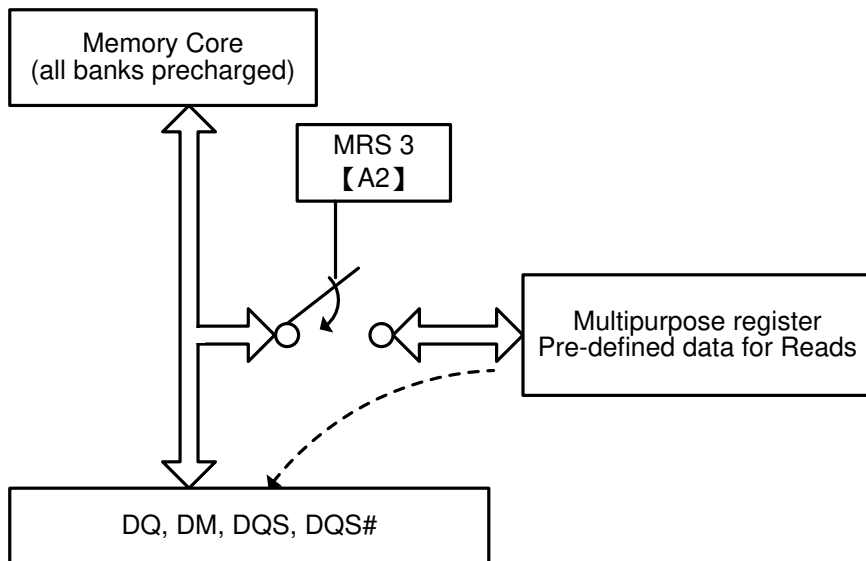 Memory Core
(all banks precharged)
MRS 3
【A2】
Multipurpose register
Pre-defined data for Reads
DQ, DM, DQS, DQS#